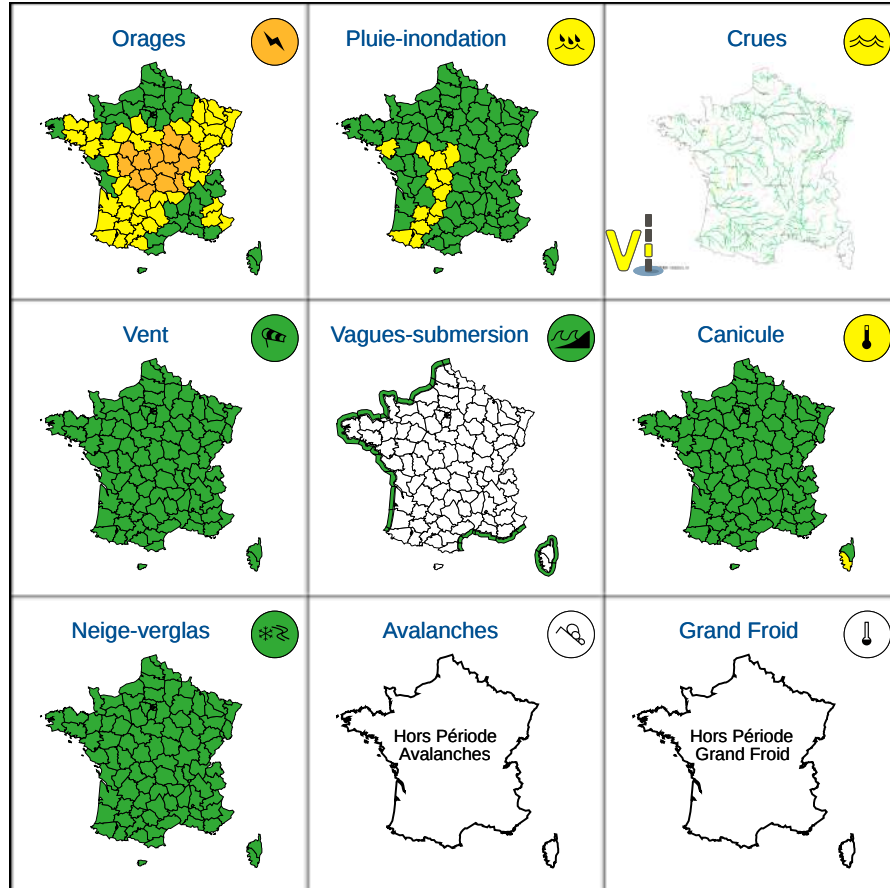 Orages
Pluie-inondation
Crues
Vi
Vent
Vagues-submersion
Canicule
Neige-verglas
Avalanches
Grand Froid
Hors Période
Avalanches
Hors Période
Grand Froid